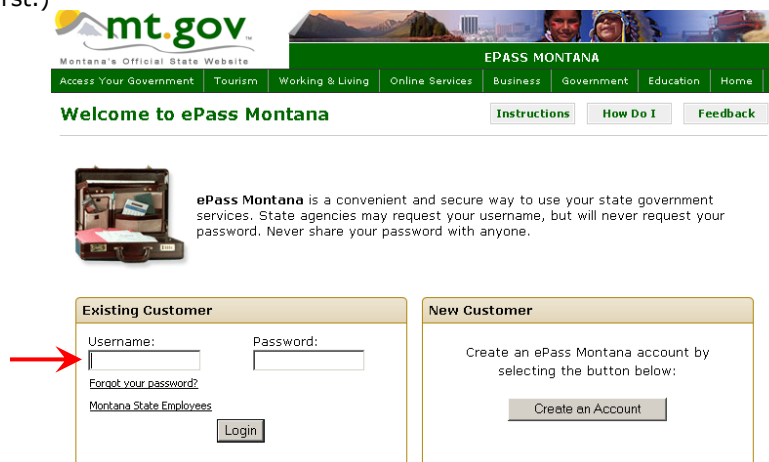 rst.)
mt.gov™
Montana's Official State Website
EPASS MONTANA
Access Your Government Tourism Working & Living Online Services Business Government Education Home
Welcome to ePass Montana
Instructions How Do I Feedback
ePass Montana is a convenient and secure way to use your state government
services. State agencies may request your username, but will never request your
password. Never share your password with anyone.
Existing Customer
Username: Password:
Forgot your password?
Montana State Employees
Login
New Customer
Create an ePass Montana account by
selecting the button below:
Create an Account